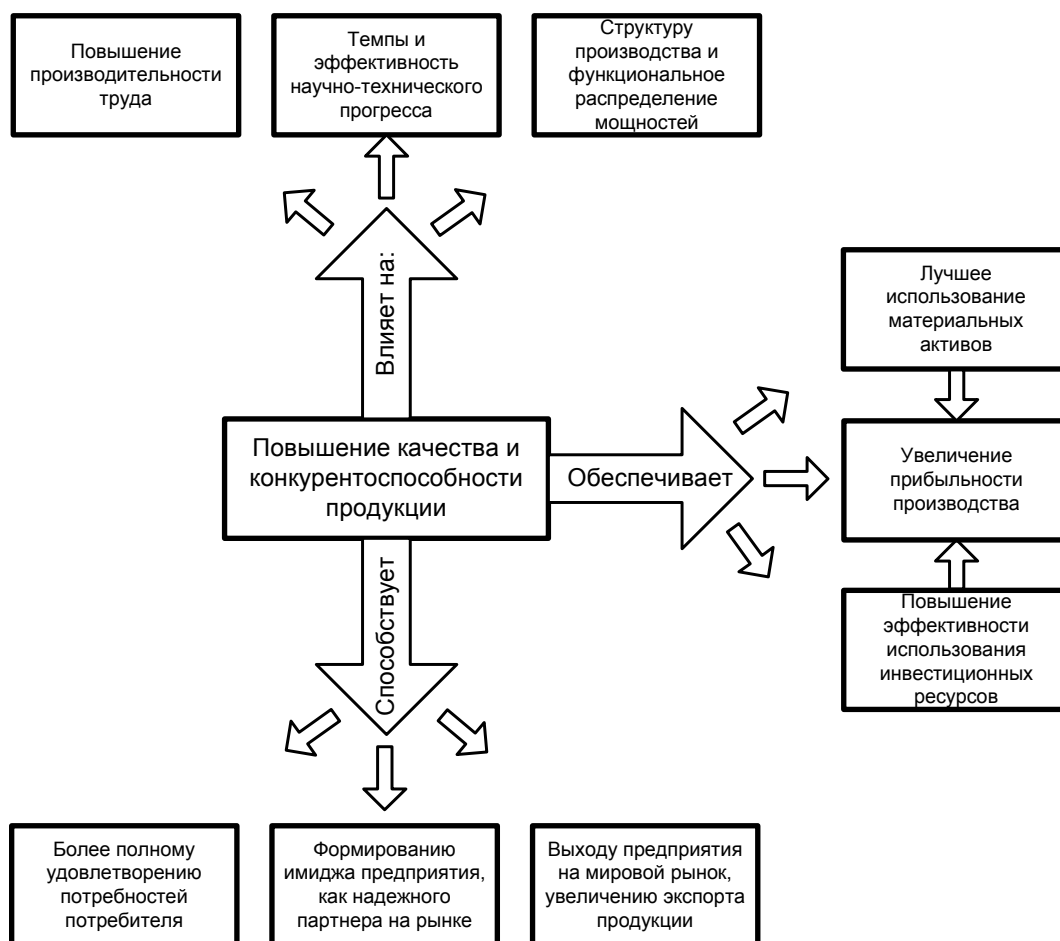 Повышение
производительности
труда
Темпы и
эффективность
научно-технического
прогресса
Структуру
производства и
функциональное
распределение
мощностей
Влияет на:
Лучшее
использование
материальных
активов
Повышение качества и
конкурентоспособности
продукции
Обеспечивает
Увеличение
прибыльности
производства
Способствует
Повышение
эффективности
использования
инвестиционных
ресурсов
Более полному
удовлетворению
потребностей
потребителя
Формированию
имиджа предприятия,
как надежного
партнера на рынке
Выходу предприятия
на мировой рынок,
увеличению экспорта
продукции